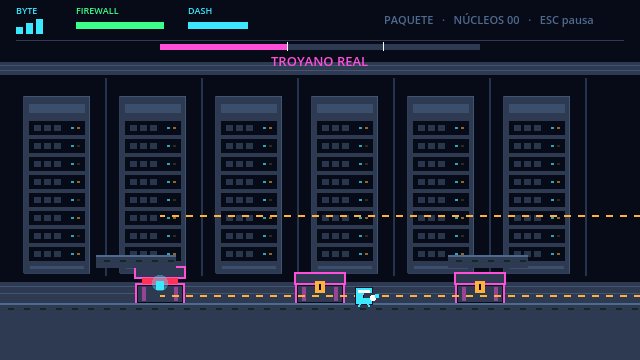 BYTE FIREWALL DASH
PAQUETE · NÚCLEOS 00 · ESC pausa
TROYANO REAL